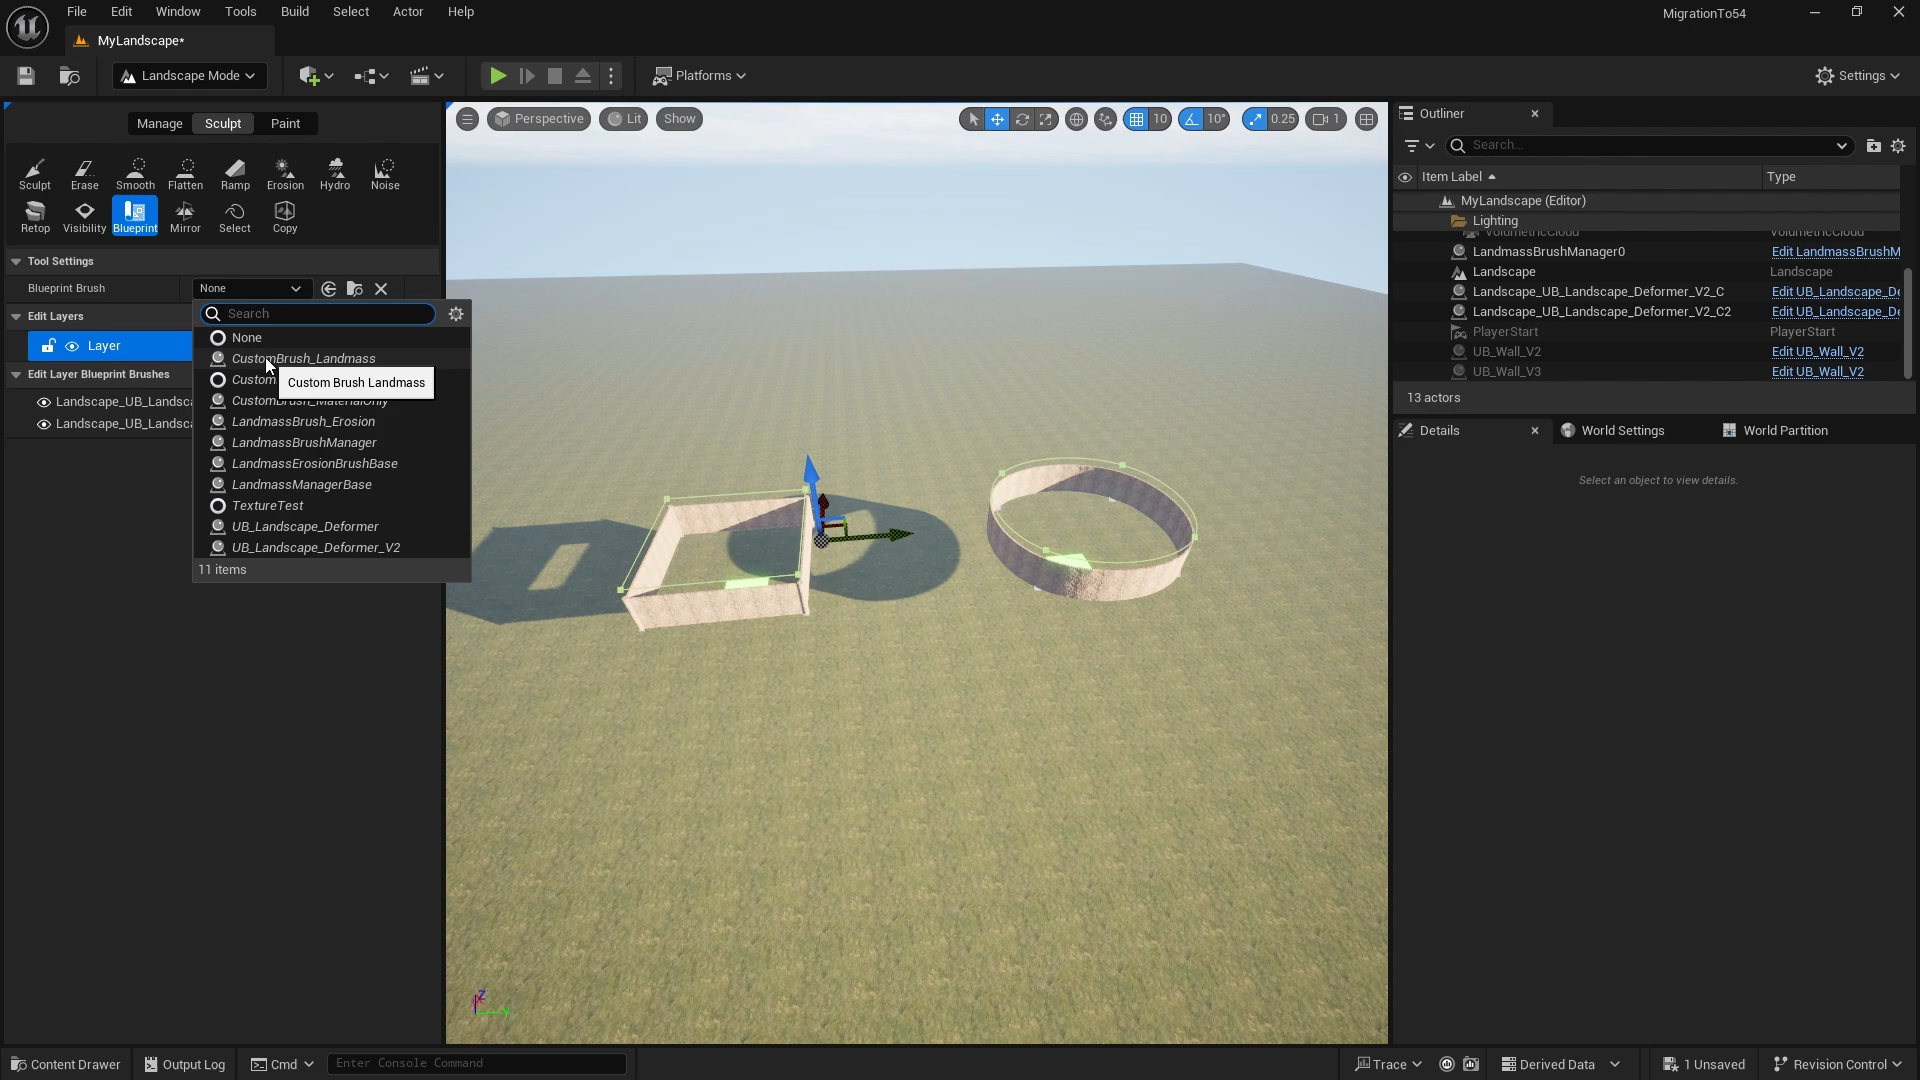 File Edit Window Tools Build Select Actor Help
MigrationTo54
MyLandscape*
Landscape Mode
Platforms
Settings
Manage Sculpt Paint
Sculpt Erase Smooth Flatten Ramp Erosion Hydro Noise
Retop Visibility Blueprint Mirror Select Copy
Tool Settings
Blueprint Brush None
Search
Edit Layers
Layer
Edit Layer Blueprint Brushes
Landscape_UB_Landsca
Landscape_UB_Landsca
None
CustomBrush_Landmass
Custom
Custom Brush Landmass
CustomBrush_MaterialOnly
LandmassBrush_Erosion
LandmassBrushManager
LandmassErosionBrushBase
LandmassManagerBase
TextureTest
UB_Landscape_Deformer
UB_Landscape_Deformer_V2
11 items
Perspective Lit Show
10 10° 0.25 1
Z
Y
Outliner
Search...
Item Label Type
MyLandscape (Editor)
Lighting
VolumetricCloud VolumetricCloud
LandmassBrushManager0 Edit LandmassBrushM
Landscape Landscape
Landscape_UB_Landscape_Deformer_V2_C Edit UB_Landscape_De
Landscape_UB_Landscape_Deformer_V2_C2 Edit UB_Landscape_De
PlayerStart PlayerStart
UB_Wall_V2 Edit UB_Wall_V2
UB_Wall_V3 Edit UB_Wall_V2
13 actors
Details World Settings World Partition
Select an object to view details.
Content Drawer Output Log Cmd Enter Console Command
Trace Derived Data 1 Unsaved Revision Control